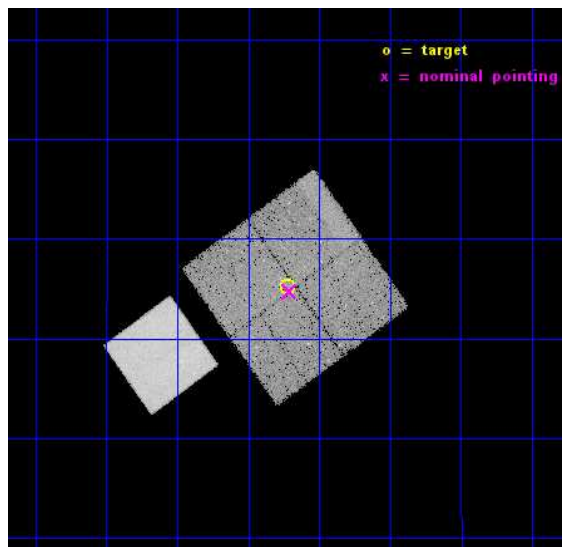 o = target
x = nominal pointing